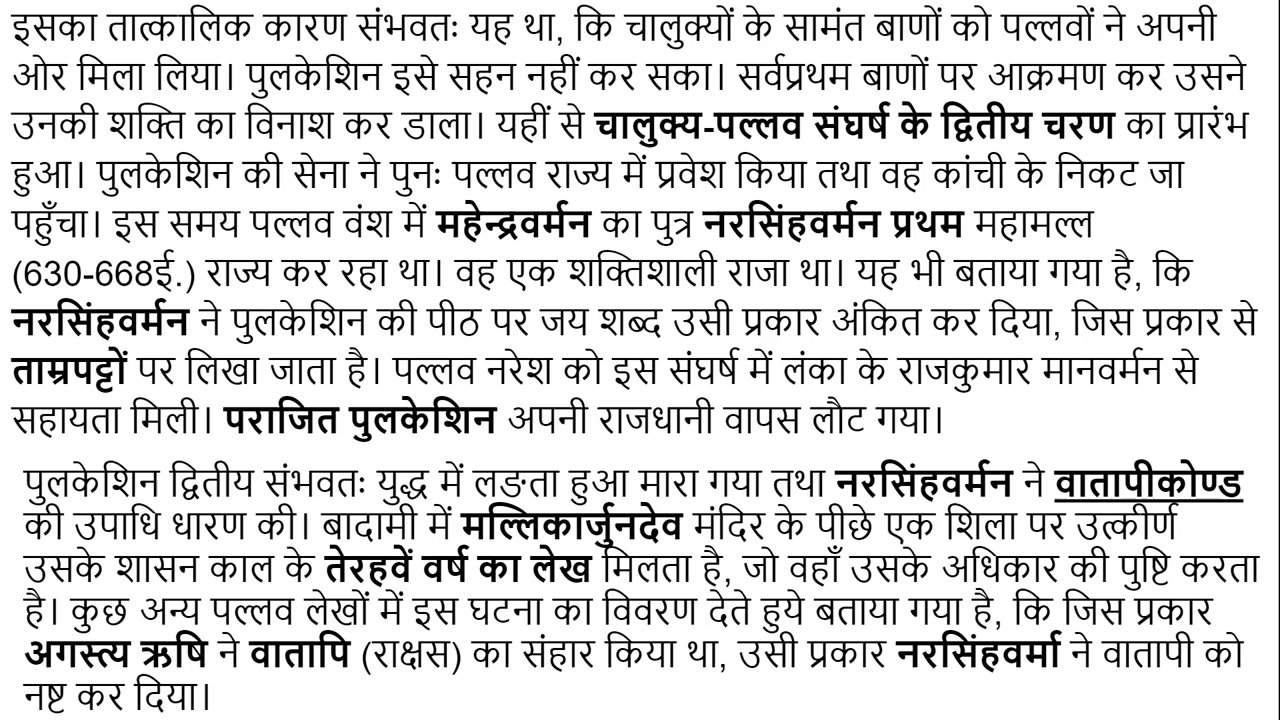 इसका तात्कालिक कारण संभवतः यह था, कि चालुक्यों के सामंत बाणों को पल्लवों ने अपनी
ओर मिला लिया। पुलकेशिन इसे सहन नहीं कर सका। सर्वप्रथम बाणों पर आक्रमण कर उसने
उनकी शक्ति का विनाश कर डाला। यहीं से चालुक्य-पल्लव संघर्ष के द्वितीय चरण का प्रारंभ
हुआ। पुलकेशिन की सेना ने पुनः पल्लव राज्य में प्रवेश किया तथा वह कांची के निकट जा
पहुँचा। इस समय पल्लव वंश में महेन्द्रवर्मन का पुत्र नरसिंहवर्मन प्रथम महामल्ल
(630-668ई.) राज्य कर रहा था। वह एक शक्तिशाली राजा था। यह भी बताया गया है, कि
नरसिंहवर्मन ने पुलकेशिन की पीठ पर जय शब्द उसी प्रकार अंकित कर दिया, जिस प्रकार से
ताम्रपट्टों पर लिखा जाता है। पल्लव नरेश को इस संघर्ष में लंका के राजकुमार मानवर्मन से
सहायता मिली। पराजित पुलकेशिन अपनी राजधानी वापस लौट गया।
पुलकेशिन द्वितीय संभवतः युद्ध में लङता हुआ मारा गया तथा नरसिंहवर्मन ने वातापीकोण्ड
की उपाधि धारण की। बादामी में मल्लिकार्जुनदेव मंदिर के पीछे एक शिला पर उत्कीर्ण
उसके शासन काल के तेरहवें वर्ष का लेख मिलता है, जो वहाँ उसके अधिकार की पुष्टि करता
है। कुछ अन्य पल्लव लेखों में इस घटना का विवरण देते हुये बताया गया है, कि जिस प्रकार
अगस्त्य ऋषि ने वातापि (राक्षस) का संहार किया था, उसी प्रकार नरसिंहवर्मा ने वातापी को
नष्ट कर दिया।